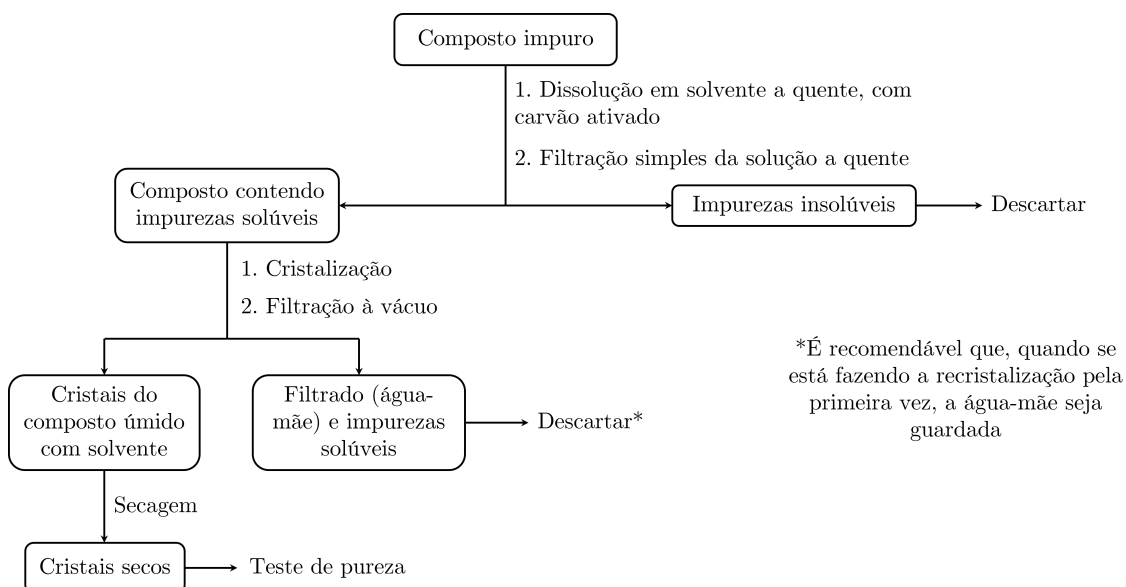 Composto impuro
1. Dissolução em solvente a quente, com
carvão ativado
2. Filtração simples da solução a quente
Composto contendo
impurezas solúveis
Impurezas insolúveis
Descartar
1. Cristalização
2. Filtração à vácuo
*É recomendável que, quando se
está fazendo a recristalização pela
primeira vez, a água-mãe seja
guardada
Cristais do
composto úmido
com solvente
Filtrado (água-
mãe) e impurezas
solúveis
Descartar*
Secagem
Cristais secos
Teste de pureza